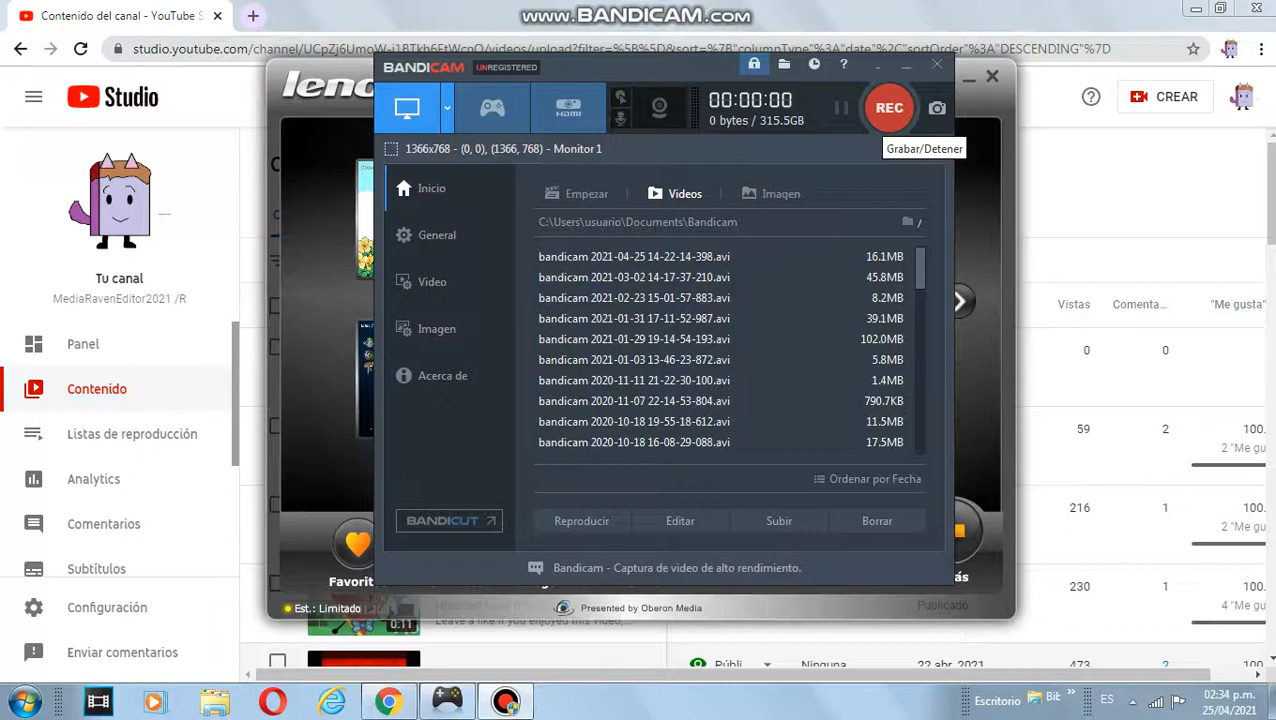 www.BANDICAM.com
Contenido del canal - YouTube S
studio.youtube.com/channel/UCpZj6UmoW-i1BTkh6EtWcnQ/videos/upload?filter=%5B%5D&sort=%7B"columnType"%3A"date"%2C"sortOrder"%3A"DESCENDING"%7D
Studio
CREAR
Tu canal
MediaRavenEditor2021 /R
Panel
Contenido
Listas de reproducción
Analytics
Comentarios
Subtítulos
Configuración
Enviar comentarios
BANDICAM UNREGISTERED
HDMI
00:00:00
0 bytes / 315.5GB
REC
Grabar/Detener
1366x768 - (0, 0), (1366, 768) - Monitor 1
Inicio
General
Video
Imagen
Acerca de
BANDICUT
Empezar
Videos
Imagen
C:\Users\usuario\Documents\Bandicam
/
bandicam 2021-04-25 14-22-14-398.avi 16.1MB
bandicam 2021-03-02 14-17-37-210.avi 45.8MB
bandicam 2021-02-23 15-01-57-883.avi 8.2MB
bandicam 2021-01-31 17-11-52-987.avi 39.1MB
bandicam 2021-01-29 19-14-54-193.avi 102.0MB
bandicam 2021-01-03 13-46-23-872.avi 5.8MB
bandicam 2020-11-11 21-22-30-100.avi 1.4MB
bandicam 2020-11-07 22-14-53-804.avi 790.7KB
bandicam 2020-10-18 19-55-18-612.avi 11.5MB
bandicam 2020-10-18 16-08-29-088.avi 17.5MB
Ordenar por Fecha
Reproducir Editar Subir Borrar
Bandicam - Captura de video de alto rendimiento.
Est.: Limitado
Presented by Oberon Media
Publicado
0:11
Leave a like if you enjoyed this video,...
Vistas Comenta... "Me gusta"
0 0
59 2 100.
2 "Me gu
216 1 100.
2 "Me gu
230 1 100.
4 "Me gu
Ninguna 22 abr. 2021 473 2 100.
Escritorio Bib
ES
02:34 p.m.
25/04/2021